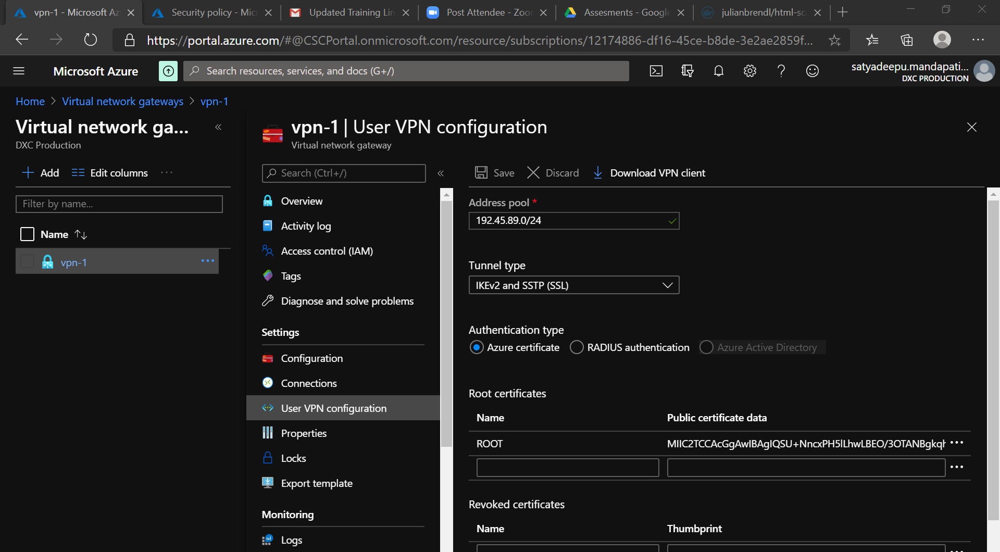 vpn-1 - Microsoft Az
Security policy - Micr
Updated Training Lin
Post Attendee - Zoom
Assesments - Google
julianbrendl/html-sca
https://portal.azure.com/#@CSCPortal.onmicrosoft.com/resource/subscriptions/12174886-df16-45ce-b8de-3e2ae2859f...
Microsoft Azure
Search resources, services, and docs (G+/)
satyadeepu.mandapati...
DXC PRODUCTION
Home > Virtual network gateways > vpn-1
Virtual network ga...
DXC Production
Add
Edit columns
Filter by name...
Name
vpn-1
vpn-1 | User VPN configuration
Virtual network gateway
Search (Ctrl+/)
Overview
Activity log
Access control (IAM)
Tags
Diagnose and solve problems
Settings
Configuration
Connections
User VPN configuration
Properties
Locks
Export template
Monitoring
Logs
Save
Discard
Download VPN client
Address pool *
192.45.89.0/24
Tunnel type
IKEv2 and SSTP (SSL)
Authentication type
Azure certificate
RADIUS authentication
Azure Active Directory
Root certificates
Name
Public certificate data
ROOT
MIIC2TCCAcGgAwIBAgIQSU+NncxPH5lLhwLBEO/3OTANBgkqh
Revoked certificates
Name
Thumbprint